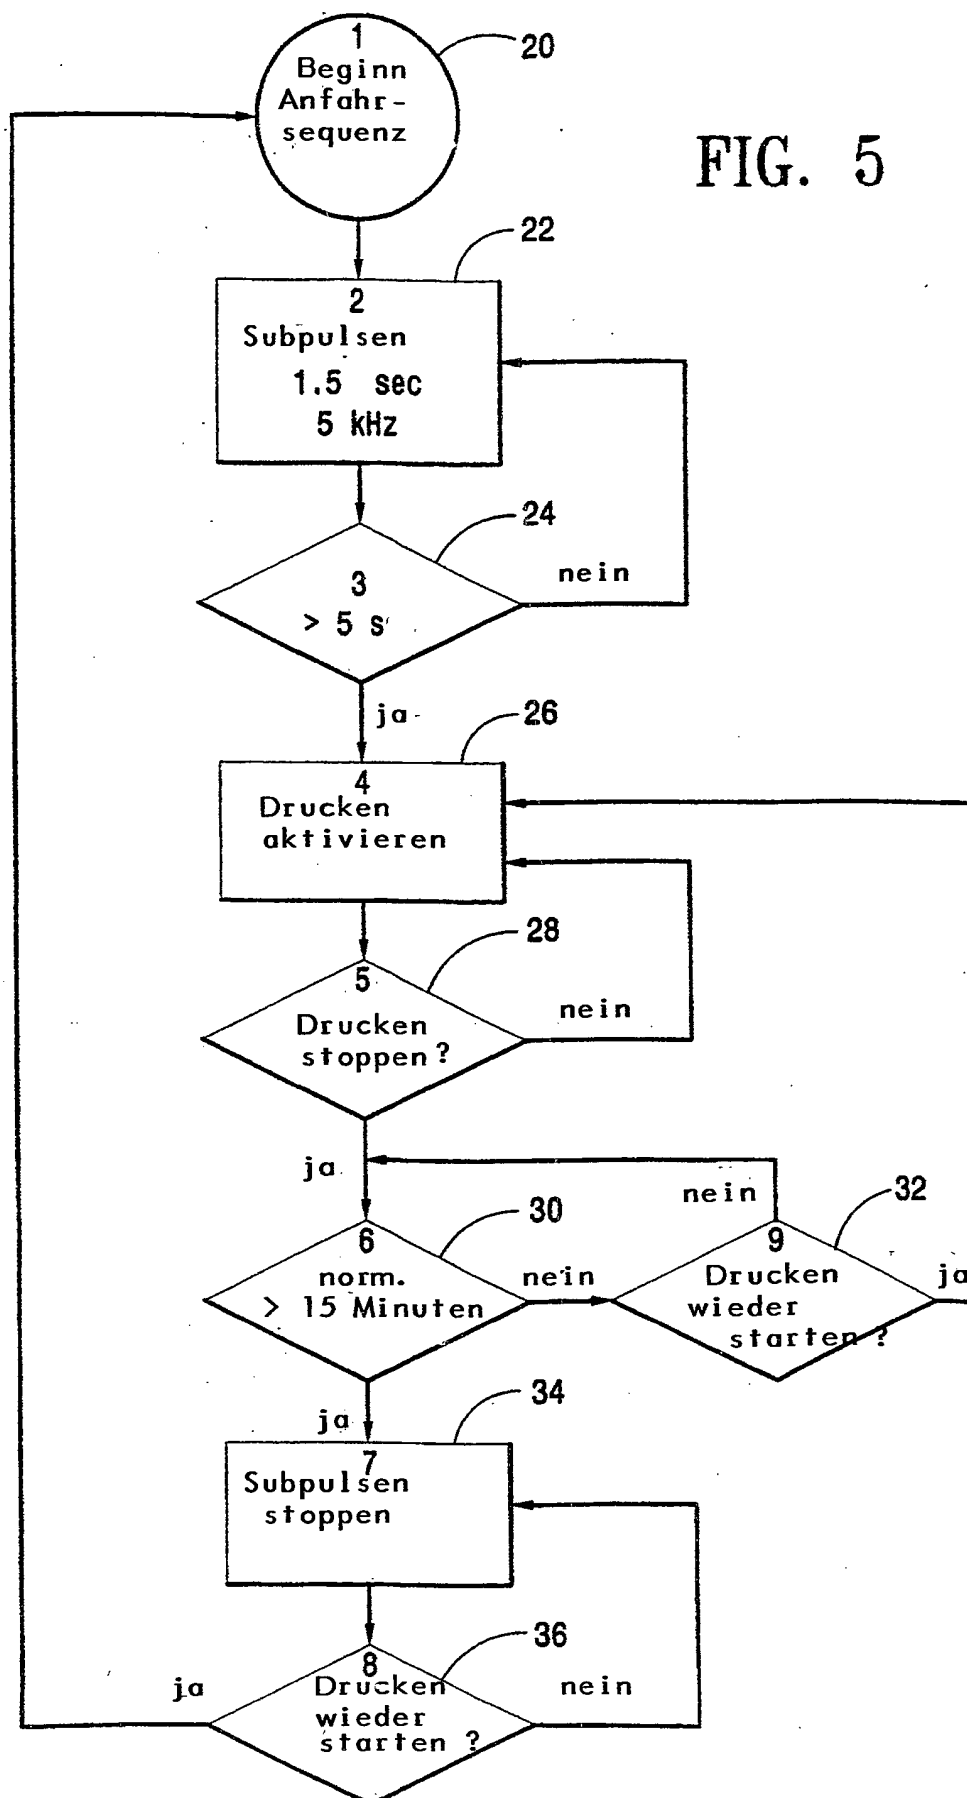 1
Beginn
Anfahr-
sequenz
20
FIG. 5
22
2
Subpulsen
1.5 sec
5 kHz
24
3
> 5 s
nein
ja
26
4
Drucken
aktivieren
28
5
Drucken
stoppen ?
nein
ja
nein
30
32
6
norm.
> 15 Minuten
nein
9
Drucken
wieder
starten ?
ja
ja
34
7
Subpulsen
stoppen
36
8
Drucken
wieder
starten ?
ja
nein